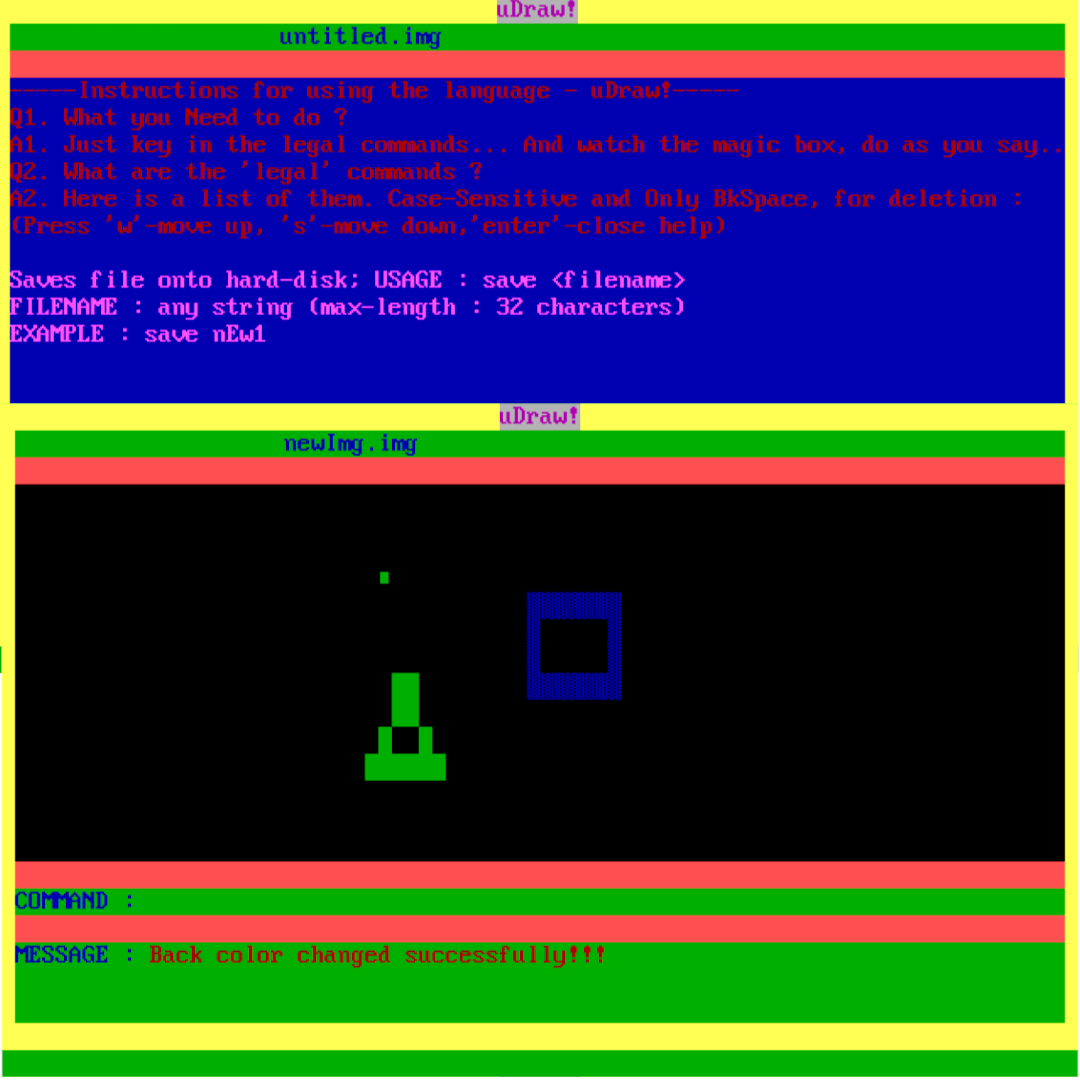 uDraw!
untitled.img
-----Instructions for using the language - uDraw!-----
Q1. What you Need to do ?
A1. Just key in the legal commands... And watch the magic box, do as you say..
Q2. What are the 'legal' commands ?
A2. Here is a list of them. Case-Sensitive and Only BkSpace, for deletion :
(Press 'w'-move up, 's'-move down,'enter'-close help)
Saves file onto hard-disk; USAGE : save <filename>
FILENAME : any string (max-length : 32 characters)
EXAMPLE : save nEw1
uDraw!
newImg.img
COMMAND :
MESSAGE : Back color changed successfully!!!